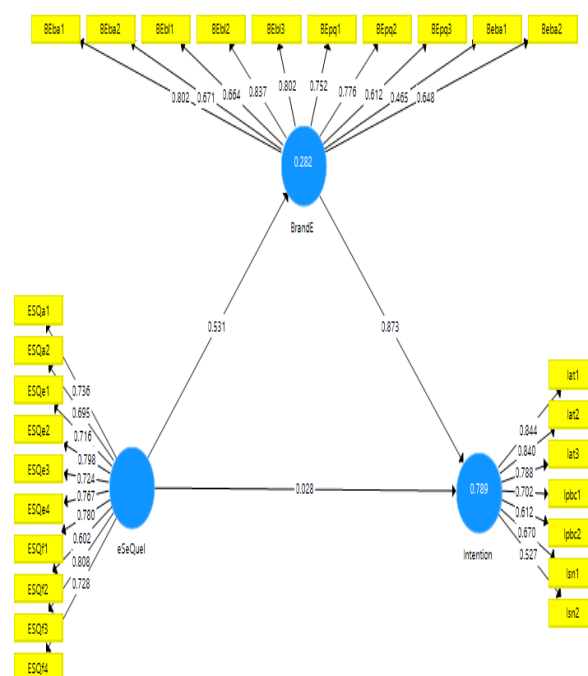 BEba1 BEba2 BEbl1 BEbl2 BEbl3 BEpq1 BEpq2 BEpq3 Beba1 Beba2
0.802 0.671 0.664 0.837 0.802 0.752 0.776 0.612 0.465 0.648
0.282
BrandE
0.531
0.873
ESQa1
ESQa2
ESQe1
ESQe2
ESQe3
ESQe4
ESQf1
ESQf2
ESQf3
ESQf4
0.736
0.695
0.716
0.798
0.724
0.767
0.780
0.602
0.808
0.728
eSeQuel
0.028
0.789
Intention
0.844
0.840
0.788
0.702
0.612
0.670
0.527
Iat1
Iat2
Iat3
Ipbc1
Ipbc2
Isn1
Isn2